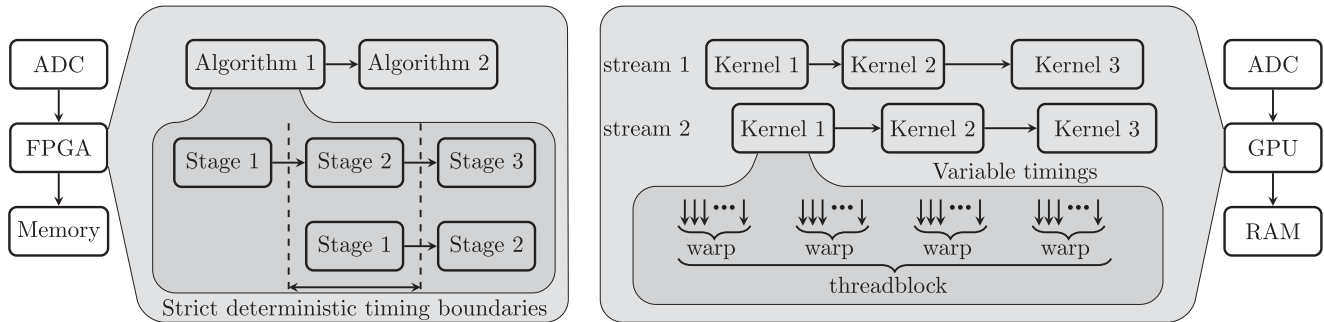 ADC
FPGA
Memory
Algorithm 1
Algorithm 2
Stage 1
Stage 2
Stage 3
Stage 1
Stage 2
Strict deterministic timing boundaries
stream 1
Kernel 1
Kernel 2
Kernel 3
stream 2
Kernel 1
Kernel 2
Kernel 3
Variable timings
warp
warp
warp
warp
threadblock
ADC
GPU
RAM